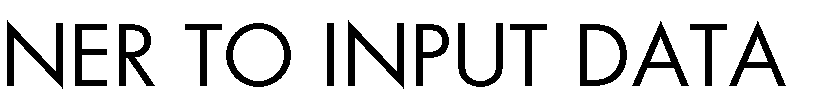 NER TO INPUT DATA